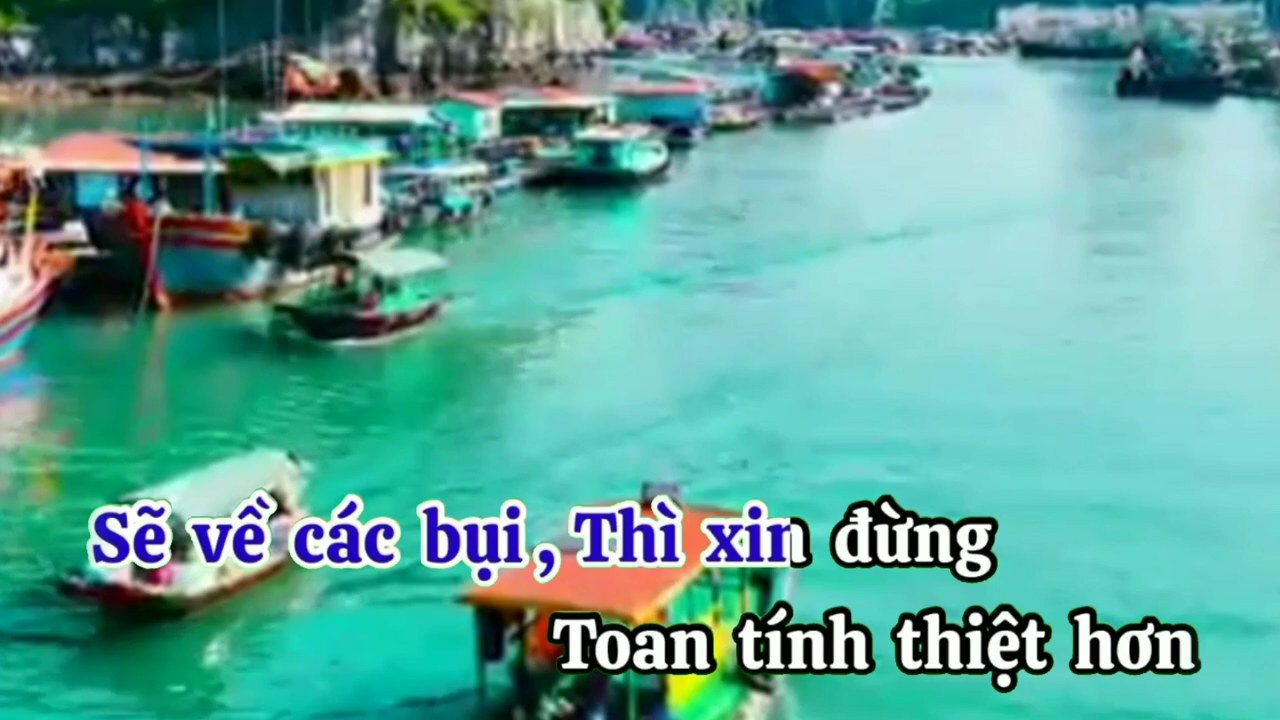 Sẽ về các bụi, Thì xin đừng
Toan tính thiệt hơn